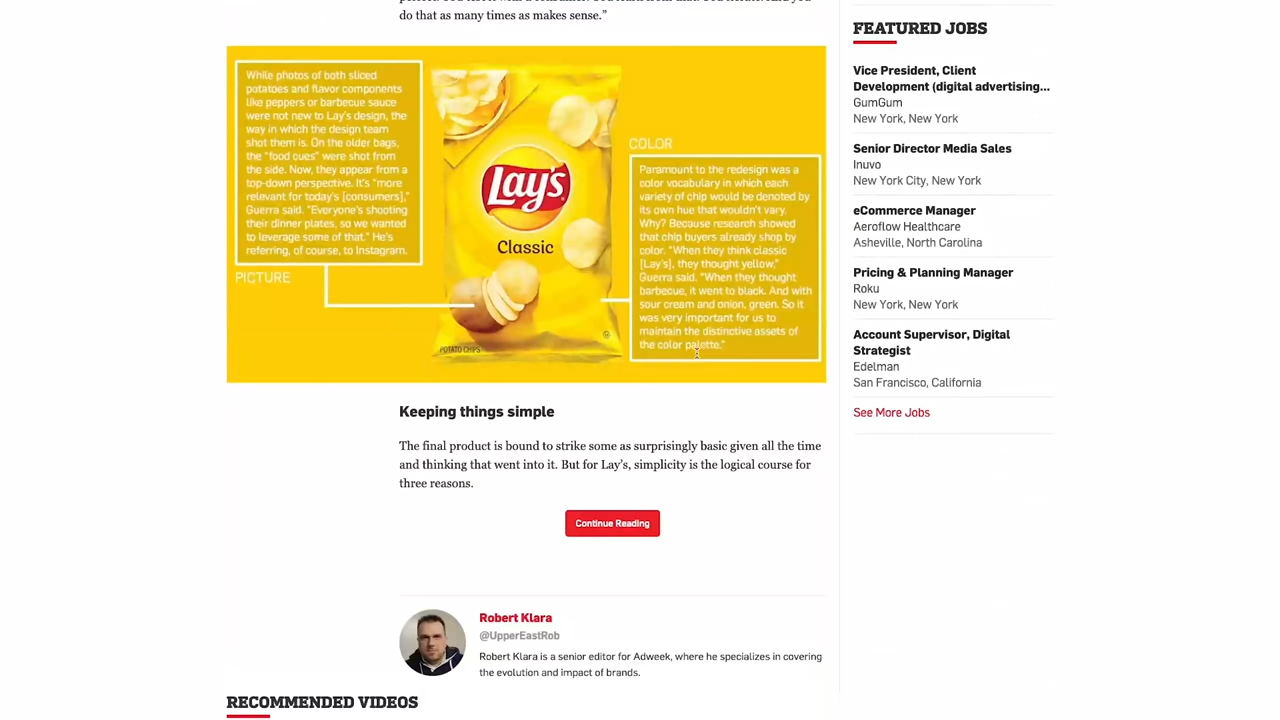 do that as many times as makes sense.”
While photos of both sliced
potatoes and flavor components
like peppers or barbecue sauce
were not new to Lay's design, the
way in which the design team
shot them is. On the older bags,
the "food cues" were shot from
the side. Now, they appear from a
top-down perspective. It's "more
relevant for today's [consumers],"
Guerra said. "Everyone's shooting
their dinner plates, so we wanted
to leverage some of that." He's
referring, of course, to Instagram.
PICTURE
Lay's
Classic
POTATO CHIPS
COLOR
Paramount to the redesign was a
color vocabulary in which each
variety of chip would be denoted by
its own hue that wouldn't vary.
Why? Because research showed
that chip buyers already shop by
color. "When they think classic
[Lay's], they thought yellow,"
Guerra said. "When they thought
barbecue, it went to black. And with
sour cream and onion, green. So it
was very important for us to
maintain the distinctive assets of
the color palette."
Keeping things simple
The final product is bound to strike some as surprisingly basic given all the time
and thinking that went into it. But for Lay’s, simplicity is the logical course for
three reasons.
Continue Reading
Robert Klara
@UpperEastRob
Robert Klara is a senior editor for Adweek, where he specializes in covering
the evolution and impact of brands.
RECOMMENDED VIDEOS
FEATURED JOBS
Vice President, Client
Development (digital advertising...
GumGum
New York, New York
Senior Director Media Sales
Inuvo
New York City, New York
eCommerce Manager
Aeroflow Healthcare
Asheville, North Carolina
Pricing & Planning Manager
Roku
New York, New York
Account Supervisor, Digital
Strategist
Edelman
San Francisco, California
See More Jobs